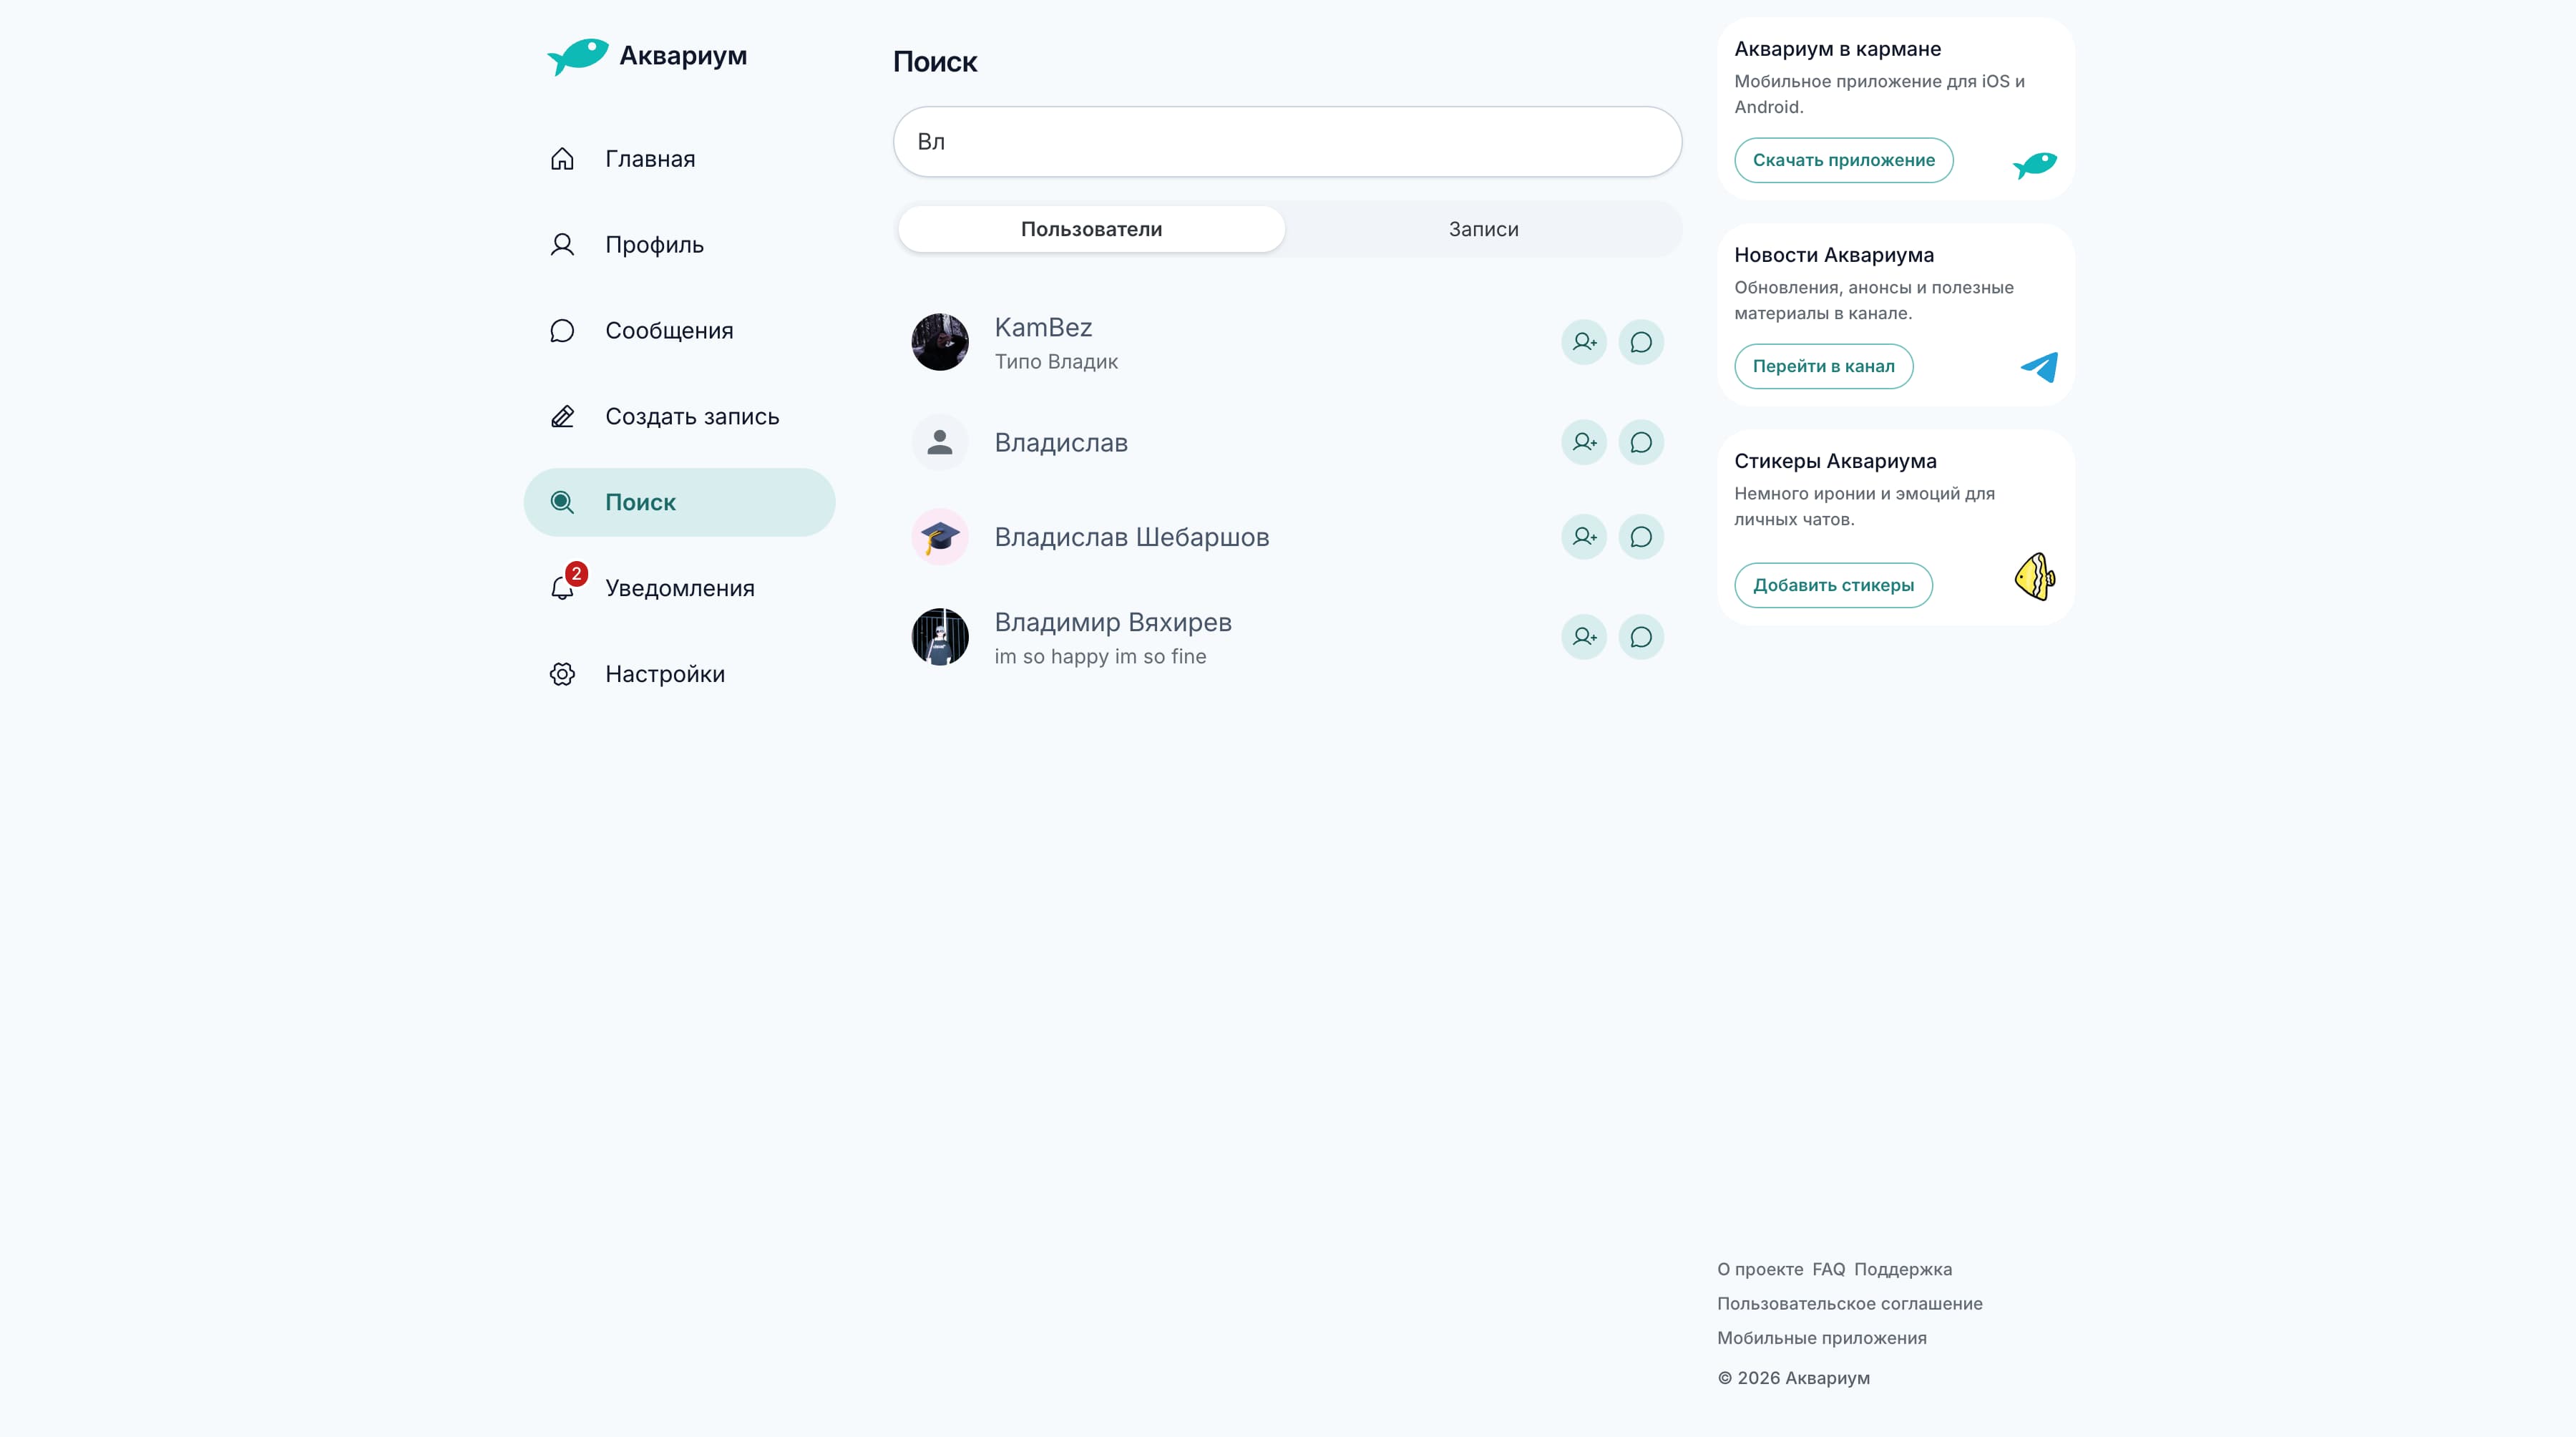 Аквариум
Главная
Профиль
Сообщения
Создать запись
Поиск
2
Уведомления
Настройки
Поиск
Вл
Пользователи
Записи
KamBez
Типо Владик
Владислав
Владислав Шебаршов
Владимир Вяхирев
im so happy im so fine
Аквариум в кармане
Мобильное приложение для iOS и
Android.
Скачать приложение
Новости Аквариума
Обновления, анонсы и полезные
материалы в канале.
Перейти в канал
Стикеры Аквариума
Немного иронии и эмоций для
личных чатов.
Добавить стикеры
О проекте FAQ Поддержка
Пользовательское соглашение
Мобильные приложения
© 2026 Аквариум